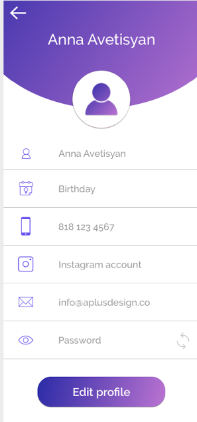 Anna Avetisyan
Anna Avetisyan
Birthday
818 123 4567
Instagram account
info@aplusdesign.co
Password
Edit profile